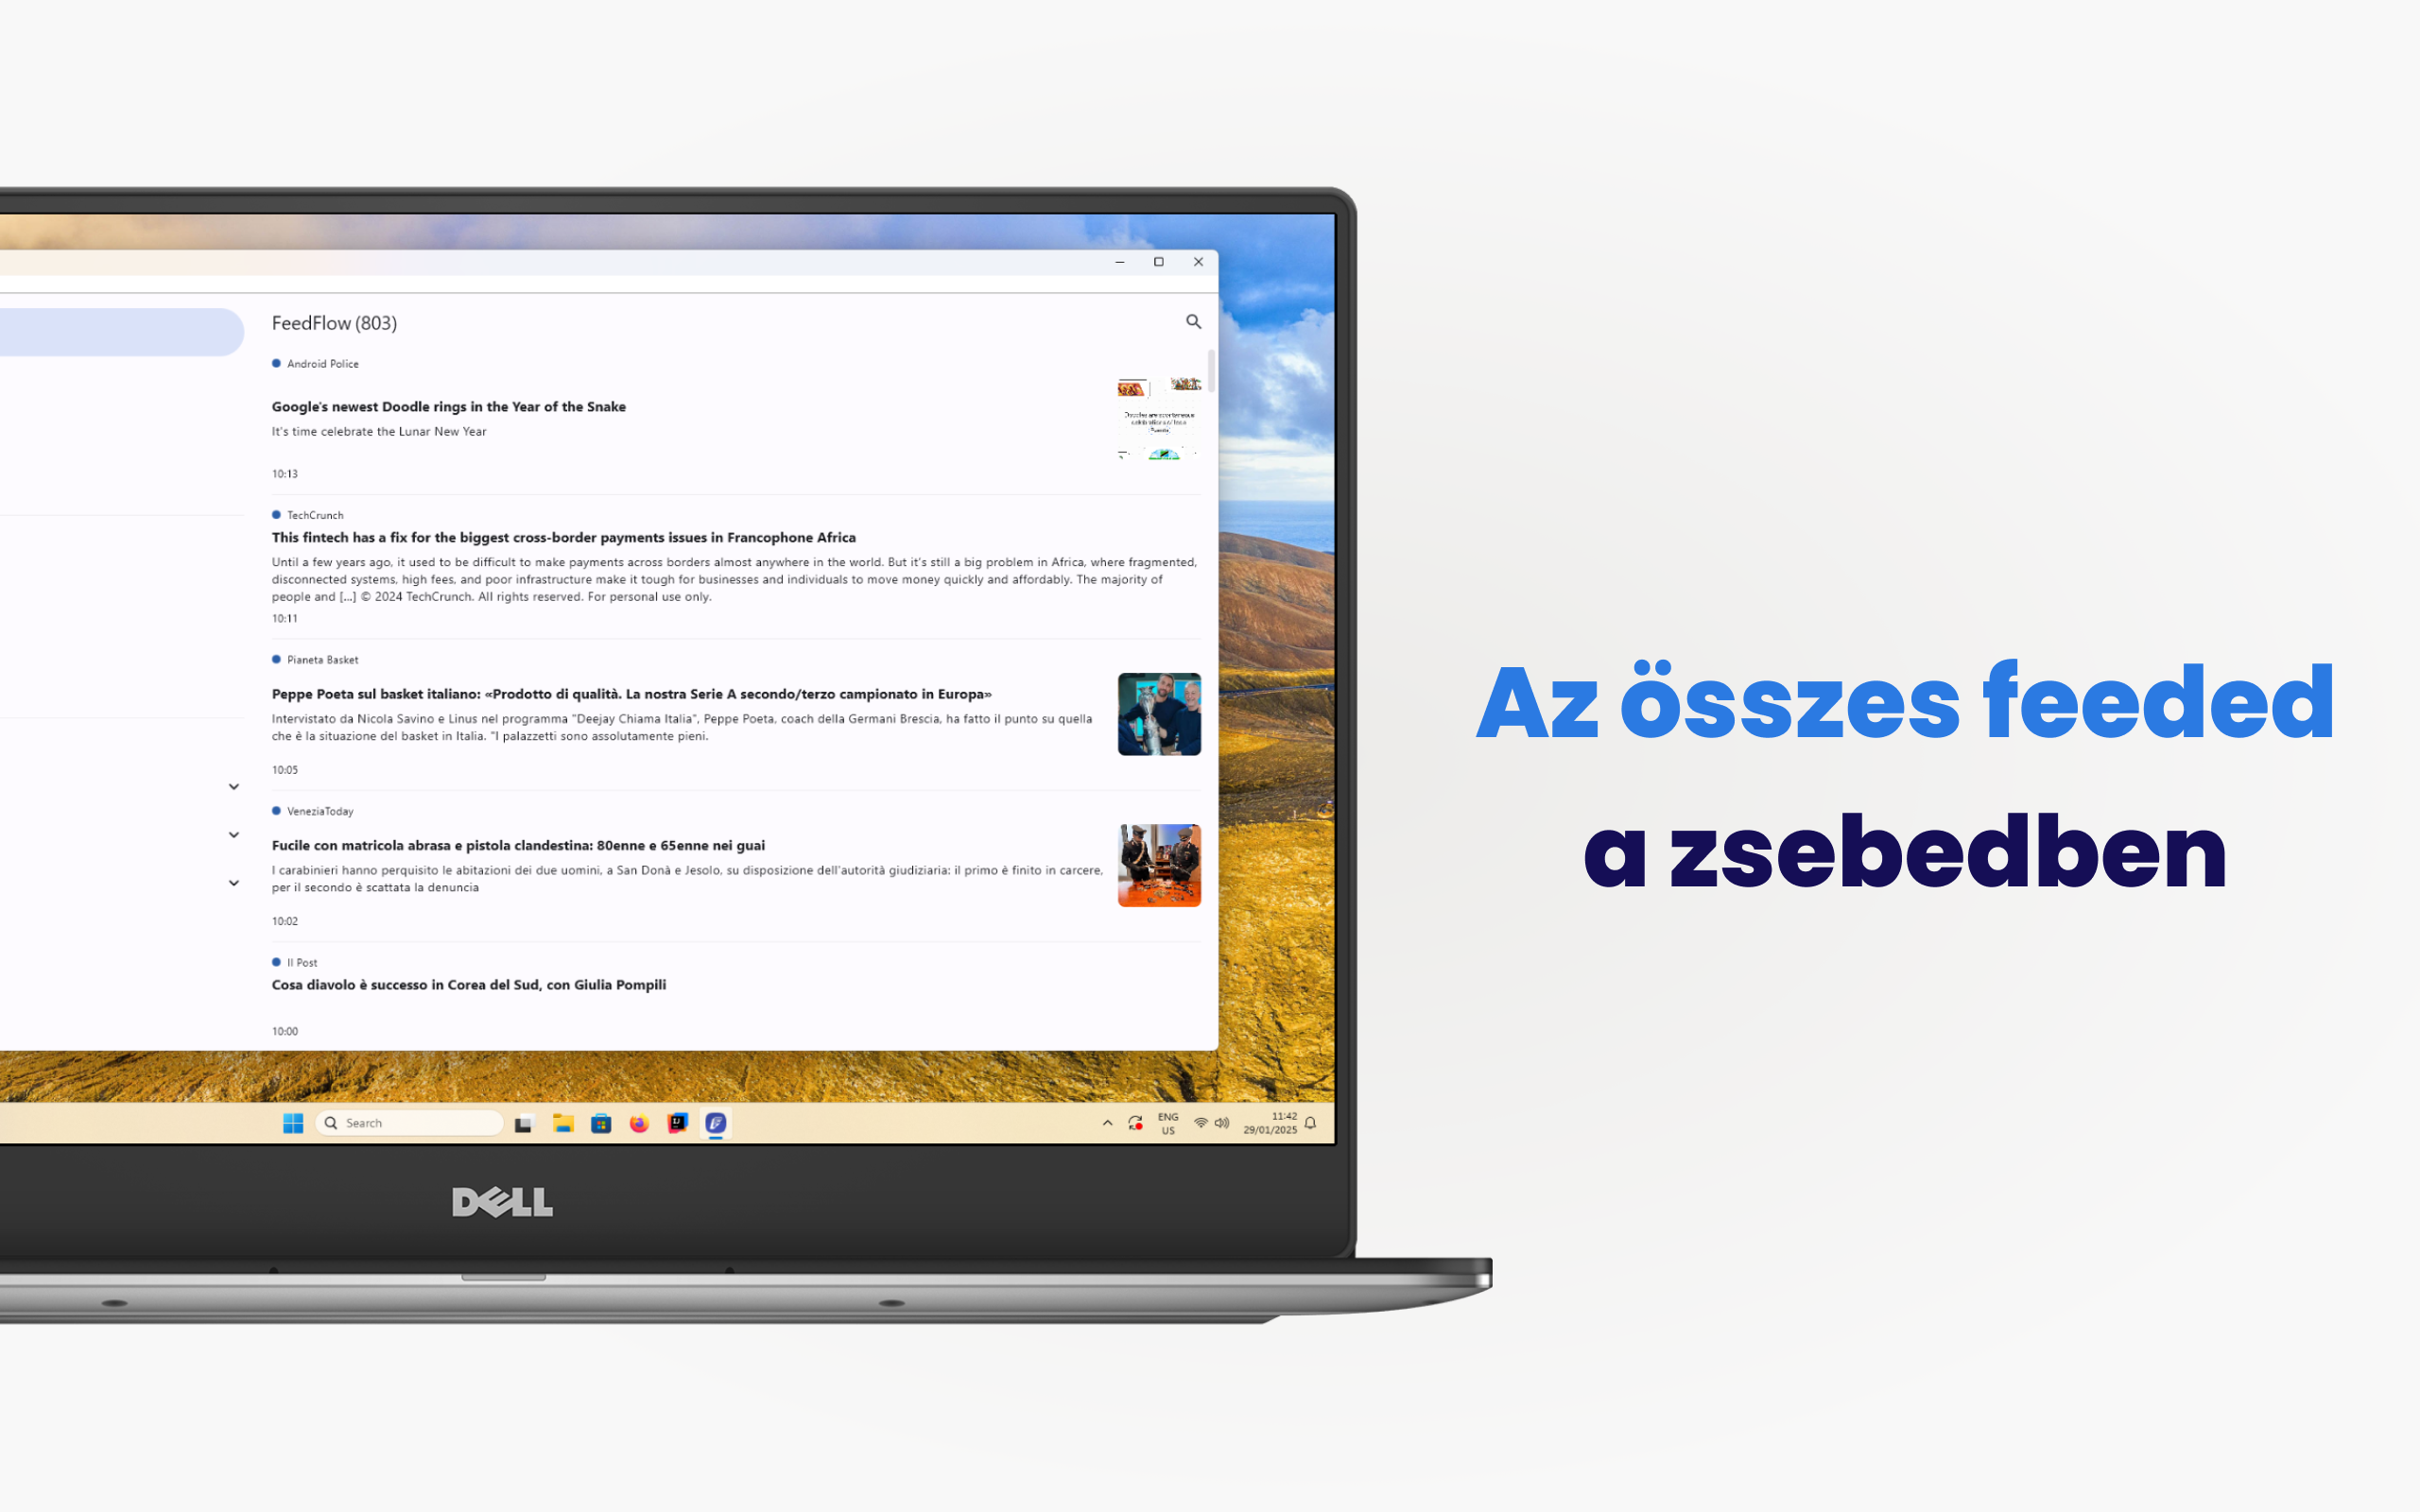 FeedFlow (803)
Android Police
Google's newest Doodle rings in the Year of the Snake
It's time celebrate the Lunar New Year
10:13
TechCrunch
This fintech has a fix for the biggest cross-border payments issues in Francophone Africa
Until a few years ago, it used to be difficult to make payments across borders almost anywhere in the world. But it's still a big problem in Africa, where fragmented,
disconnected systems, high fees, and poor infrastructure make it tough for businesses and individuals to move money quickly and affordably. The majority of
people and [...] © 2024 TechCrunch. All rights reserved. For personal use only.
10:11
Pianeta Basket
Peppe Poeta sul basket italiano: «Prodotto di qualità. La nostra Serie A secondo/terzo campionato in Europa»
Intervistato da Nicola Savino e Linus nel programma "Deejay Chiama Italia", Peppe Poeta, coach della Germani Brescia, ha fatto il punto su quella
che è la situazione del basket in Italia. "I palazzetti sono assolutamente pieni.
10:05
VeneziaToday
Fucile con matricola abrasa e pistola clandestina: 80enne e 65enne nei guai
I carabinieri hanno perquisito le abitazioni dei due uomini, a San Donà e Jesolo, su disposizione dell'autorità giudiziaria: il primo è finito in carcere,
per il secondo è scattata la denuncia
10:02
Il Post
Cosa diavolo è successo in Corea del Sud, con Giulia Pompili
10:00
Search
ENG
US
11:42
29/01/2025
DELL
Az összes feeded
a zsebedben